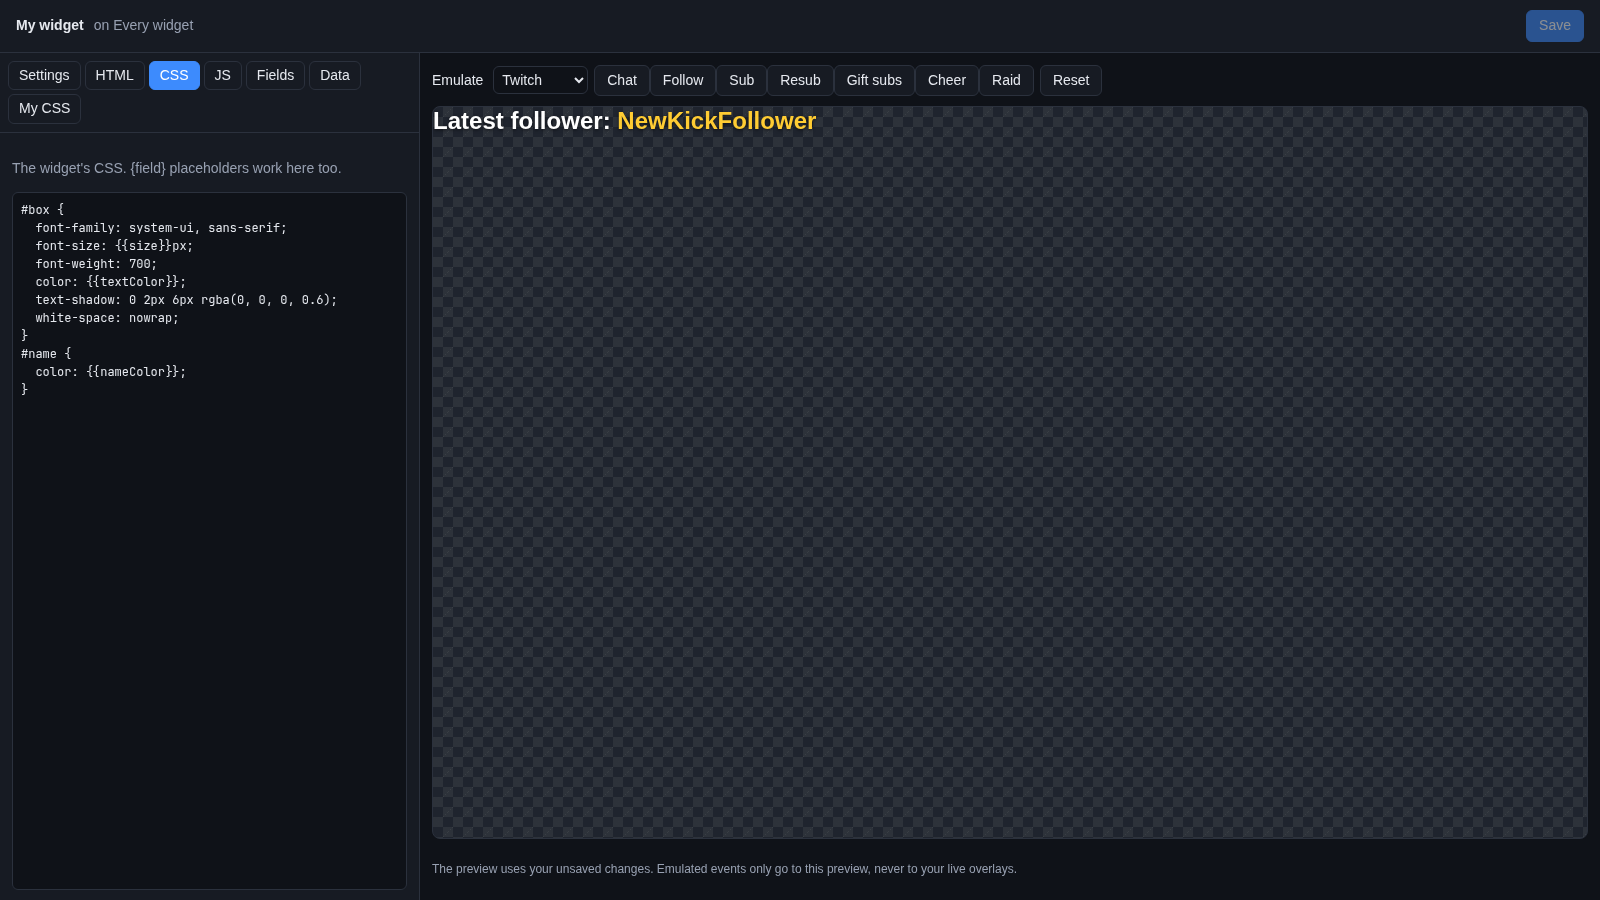 My widget on Every widget
Save
Settings HTML CSS JS Fields Data
My CSS
The widget's CSS. {field} placeholders work here too.
#box {
  font-family: system-ui, sans-serif;
  font-size: {{size}}px;
  font-weight: 700;
  color: {{textColor}};
  text-shadow: 0 2px 6px rgba(0, 0, 0, 0.6);
  white-space: nowrap;
}
#name {
  color: {{nameColor}};
}
Emulate Twitch Chat Follow Sub Resub Gift subs Cheer Raid Reset
Latest follower: NewKickFollower
The preview uses your unsaved changes. Emulated events only go to this preview, never to your live overlays.